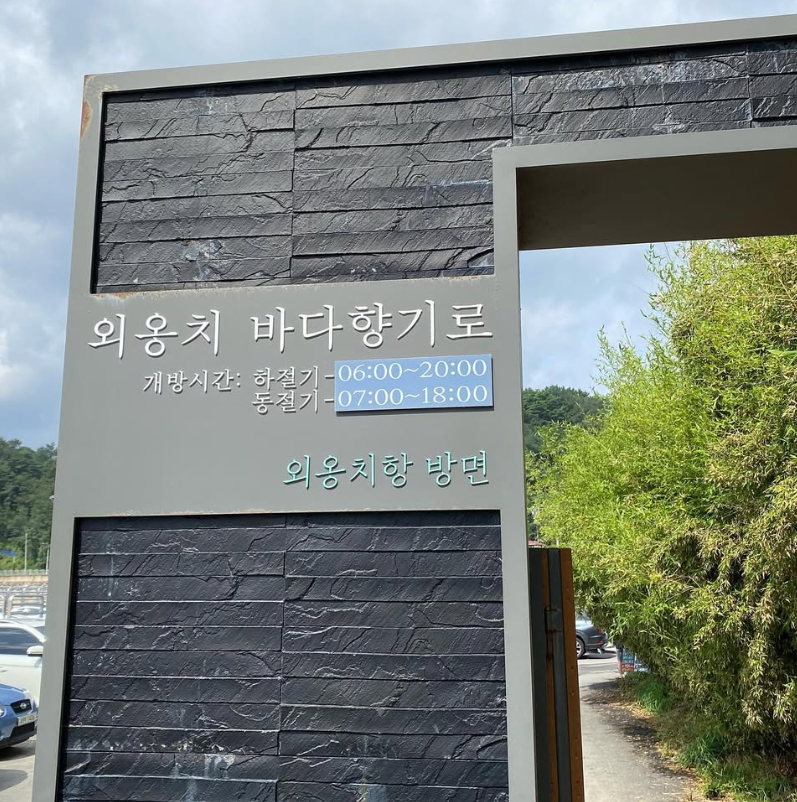 외옹치 바다향기로
개방시간: 하절기-06:00~20:00
동절기-07:00~18:00
외옹치항 방면